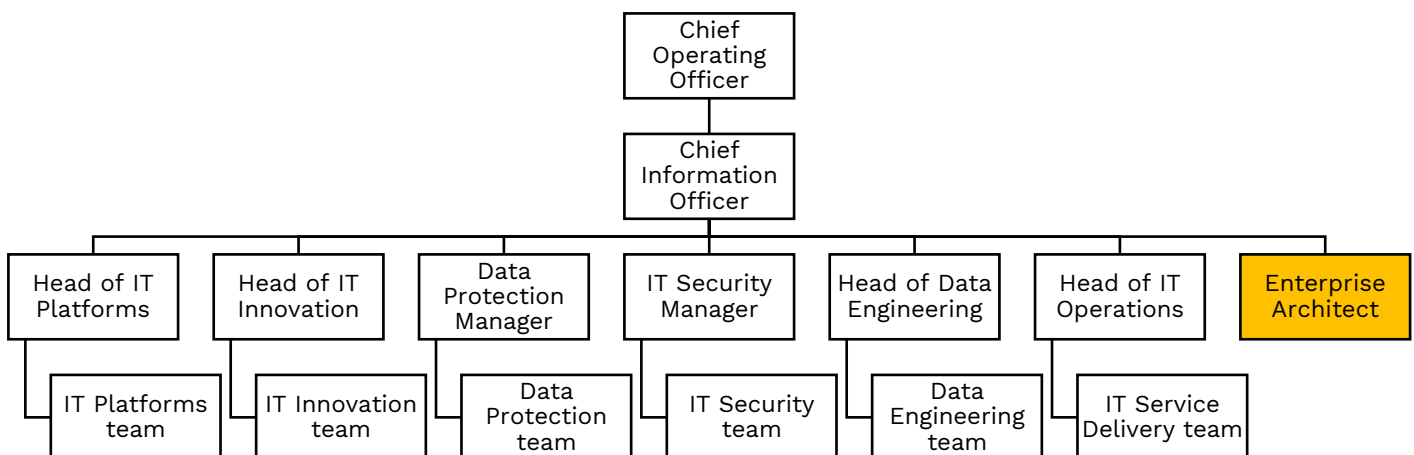 Chief
Operating
Officer
Chief
Information
Officer
Head of IT
Platforms
Head of IT
Innovation
Data
Protection
Manager
IT Security
Manager
Head of Data
Engineering
Head of IT
Operations
Enterprise
Architect
IT Platforms
team
IT Innovation
team
Data
Protection
team
IT Security
team
Data
Engineering
team
IT Service
Delivery team